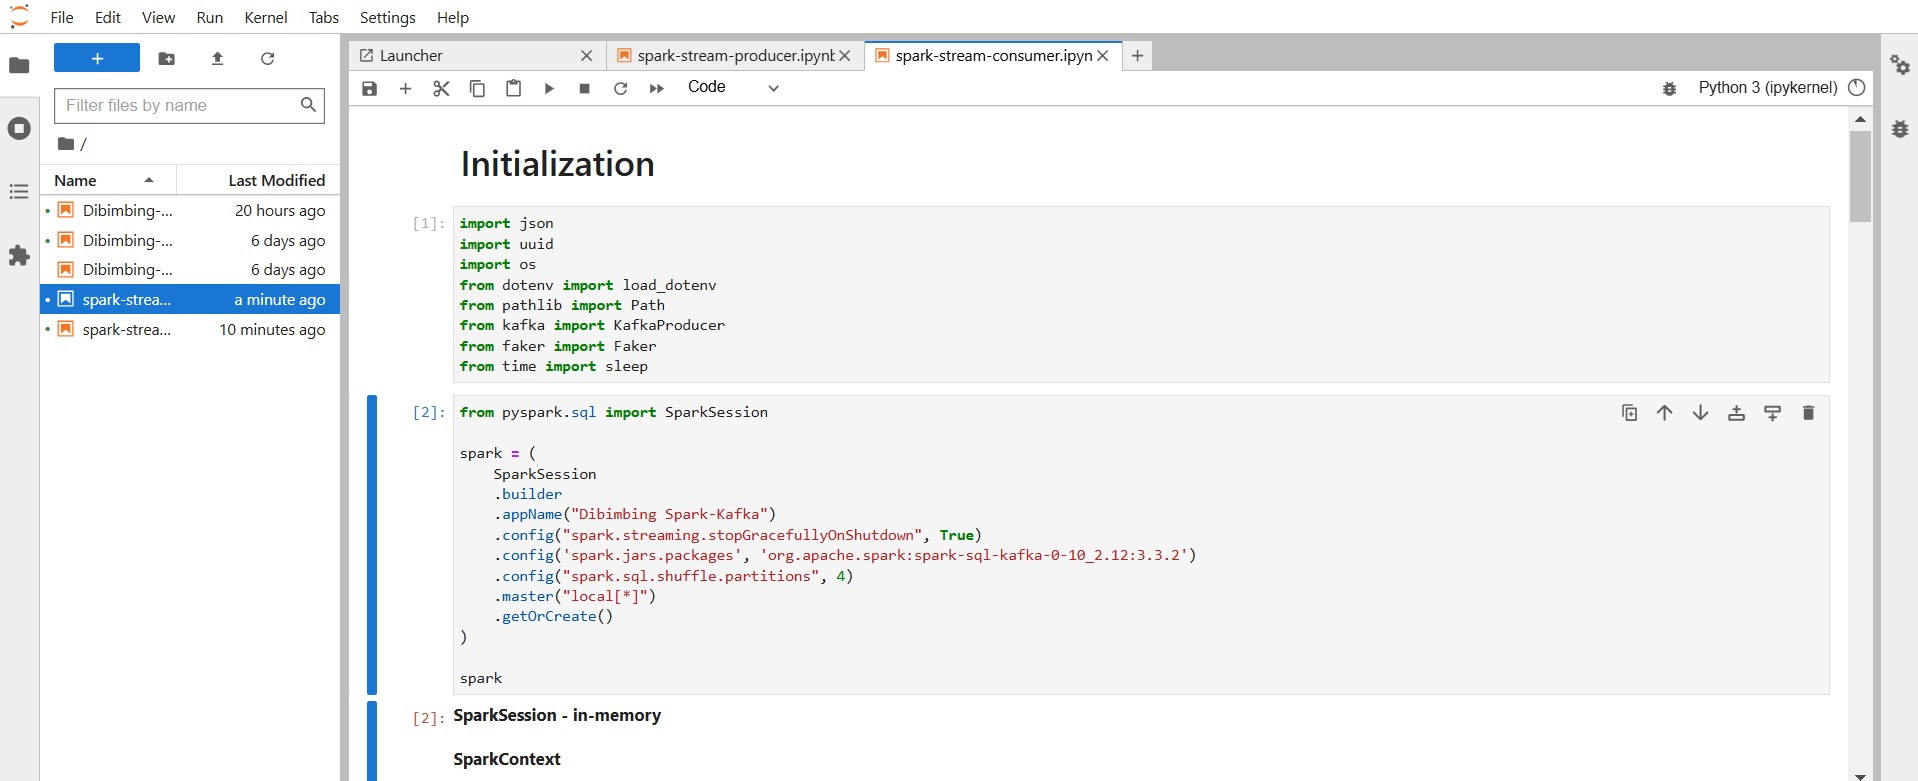 File Edit View Run Kernel Tabs Settings Help
Launcher
spark-stream-producer.ipynb
spark-stream-consumer.ipyn
Filter files by name
Code
Python 3 (ipykernel)
/
Name Last Modified
Dibimbing-... 20 hours ago
Dibimbing-... 6 days ago
Dibimbing-... 6 days ago
spark-strea... a minute ago
spark-strea... 10 minutes ago
Initialization
[1]: import json
import uuid
import os
from dotenv import load_dotenv
from pathlib import Path
from kafka import KafkaProducer
from faker import Faker
from time import sleep
[2]: from pyspark.sql import SparkSession
spark = (
SparkSession
.builder
.appName("Dibimbing Spark-Kafka")
.config("spark.streaming.stopGracefullyOnShutdown", True)
.config('spark.jars.packages', 'org.apache.spark:spark-sql-kafka-0-10_2.12:3.3.2')
.config("spark.sql.shuffle.partitions", 4)
.master("local[*]")
.getOrCreate()
)
spark
[2]: SparkSession - in-memory
SparkContext